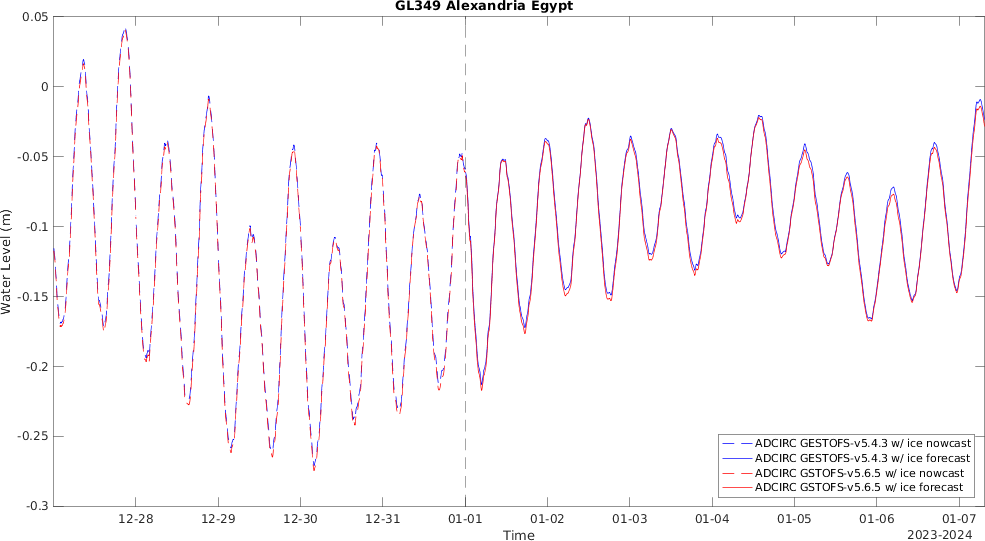 GL349 Alexandria Egypt
0.05
0
-0.05
-0.1
-0.15
-0.2
-0.25
-0.3
Water Level (m)
ADCIRC GESTOFS-v5.4.3 w/ ice nowcast
ADCIRC GESTOFS-v5.4.3 w/ ice forecast
ADCIRC GSTOFS-v5.6.5 w/ ice nowcast
ADCIRC GSTOFS-v5.6.5 w/ ice forecast
12-28 12-29 12-30 12-31 01-01 01-02 01-03 01-04 01-05 01-06 01-07
Time
2023-2024